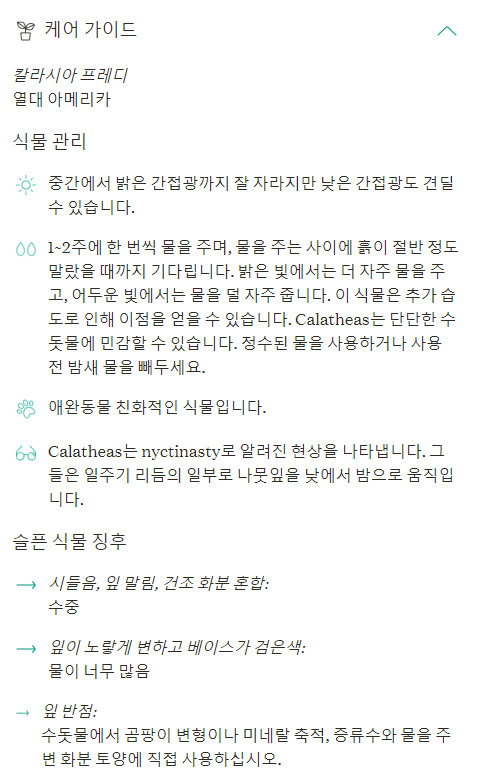 케어 가이드
칼라시아 프레디
열대 아메리카
식물 관리
중간에서 밝은 간접광까지 잘 자라지만 낮은 간접광도 견딜
수 있습니다.
1~2주에 한 번씩 물을 주며, 물을 주는 사이에 흙이 절반 정도
말랐을 때까지 기다립니다. 밝은 빛에서는 더 자주 물을 주
고, 어두운 빛에서는 물을 덜 자주 줍니다. 이 식물은 추가 습
도로 인해 이점을 얻을 수 있습니다. Calatheas는 단단한 수
돗물에 민감할 수 있습니다. 정수된 물을 사용하거나 사용
전 밤새 물을 빼두세요.
애완동물 친화적인 식물입니다.
Calatheas는 nyctinasty로 알려진 현상을 나타냅니다. 그
들은 일주기 리듬의 일부로 나뭇잎을 낮에서 밤으로 움직입
니다.
슬픈 식물 징후
시들음, 잎 말림, 건조 화분 혼합:
수중
잎이 노랗게 변하고 베이스가 검은색:
물이 너무 많음
잎 반점:
수돗물에서 곰팡이 변형이나 미네랄 축적, 증류수와 물을 주
변 화분 토양에 직접 사용하십시오.